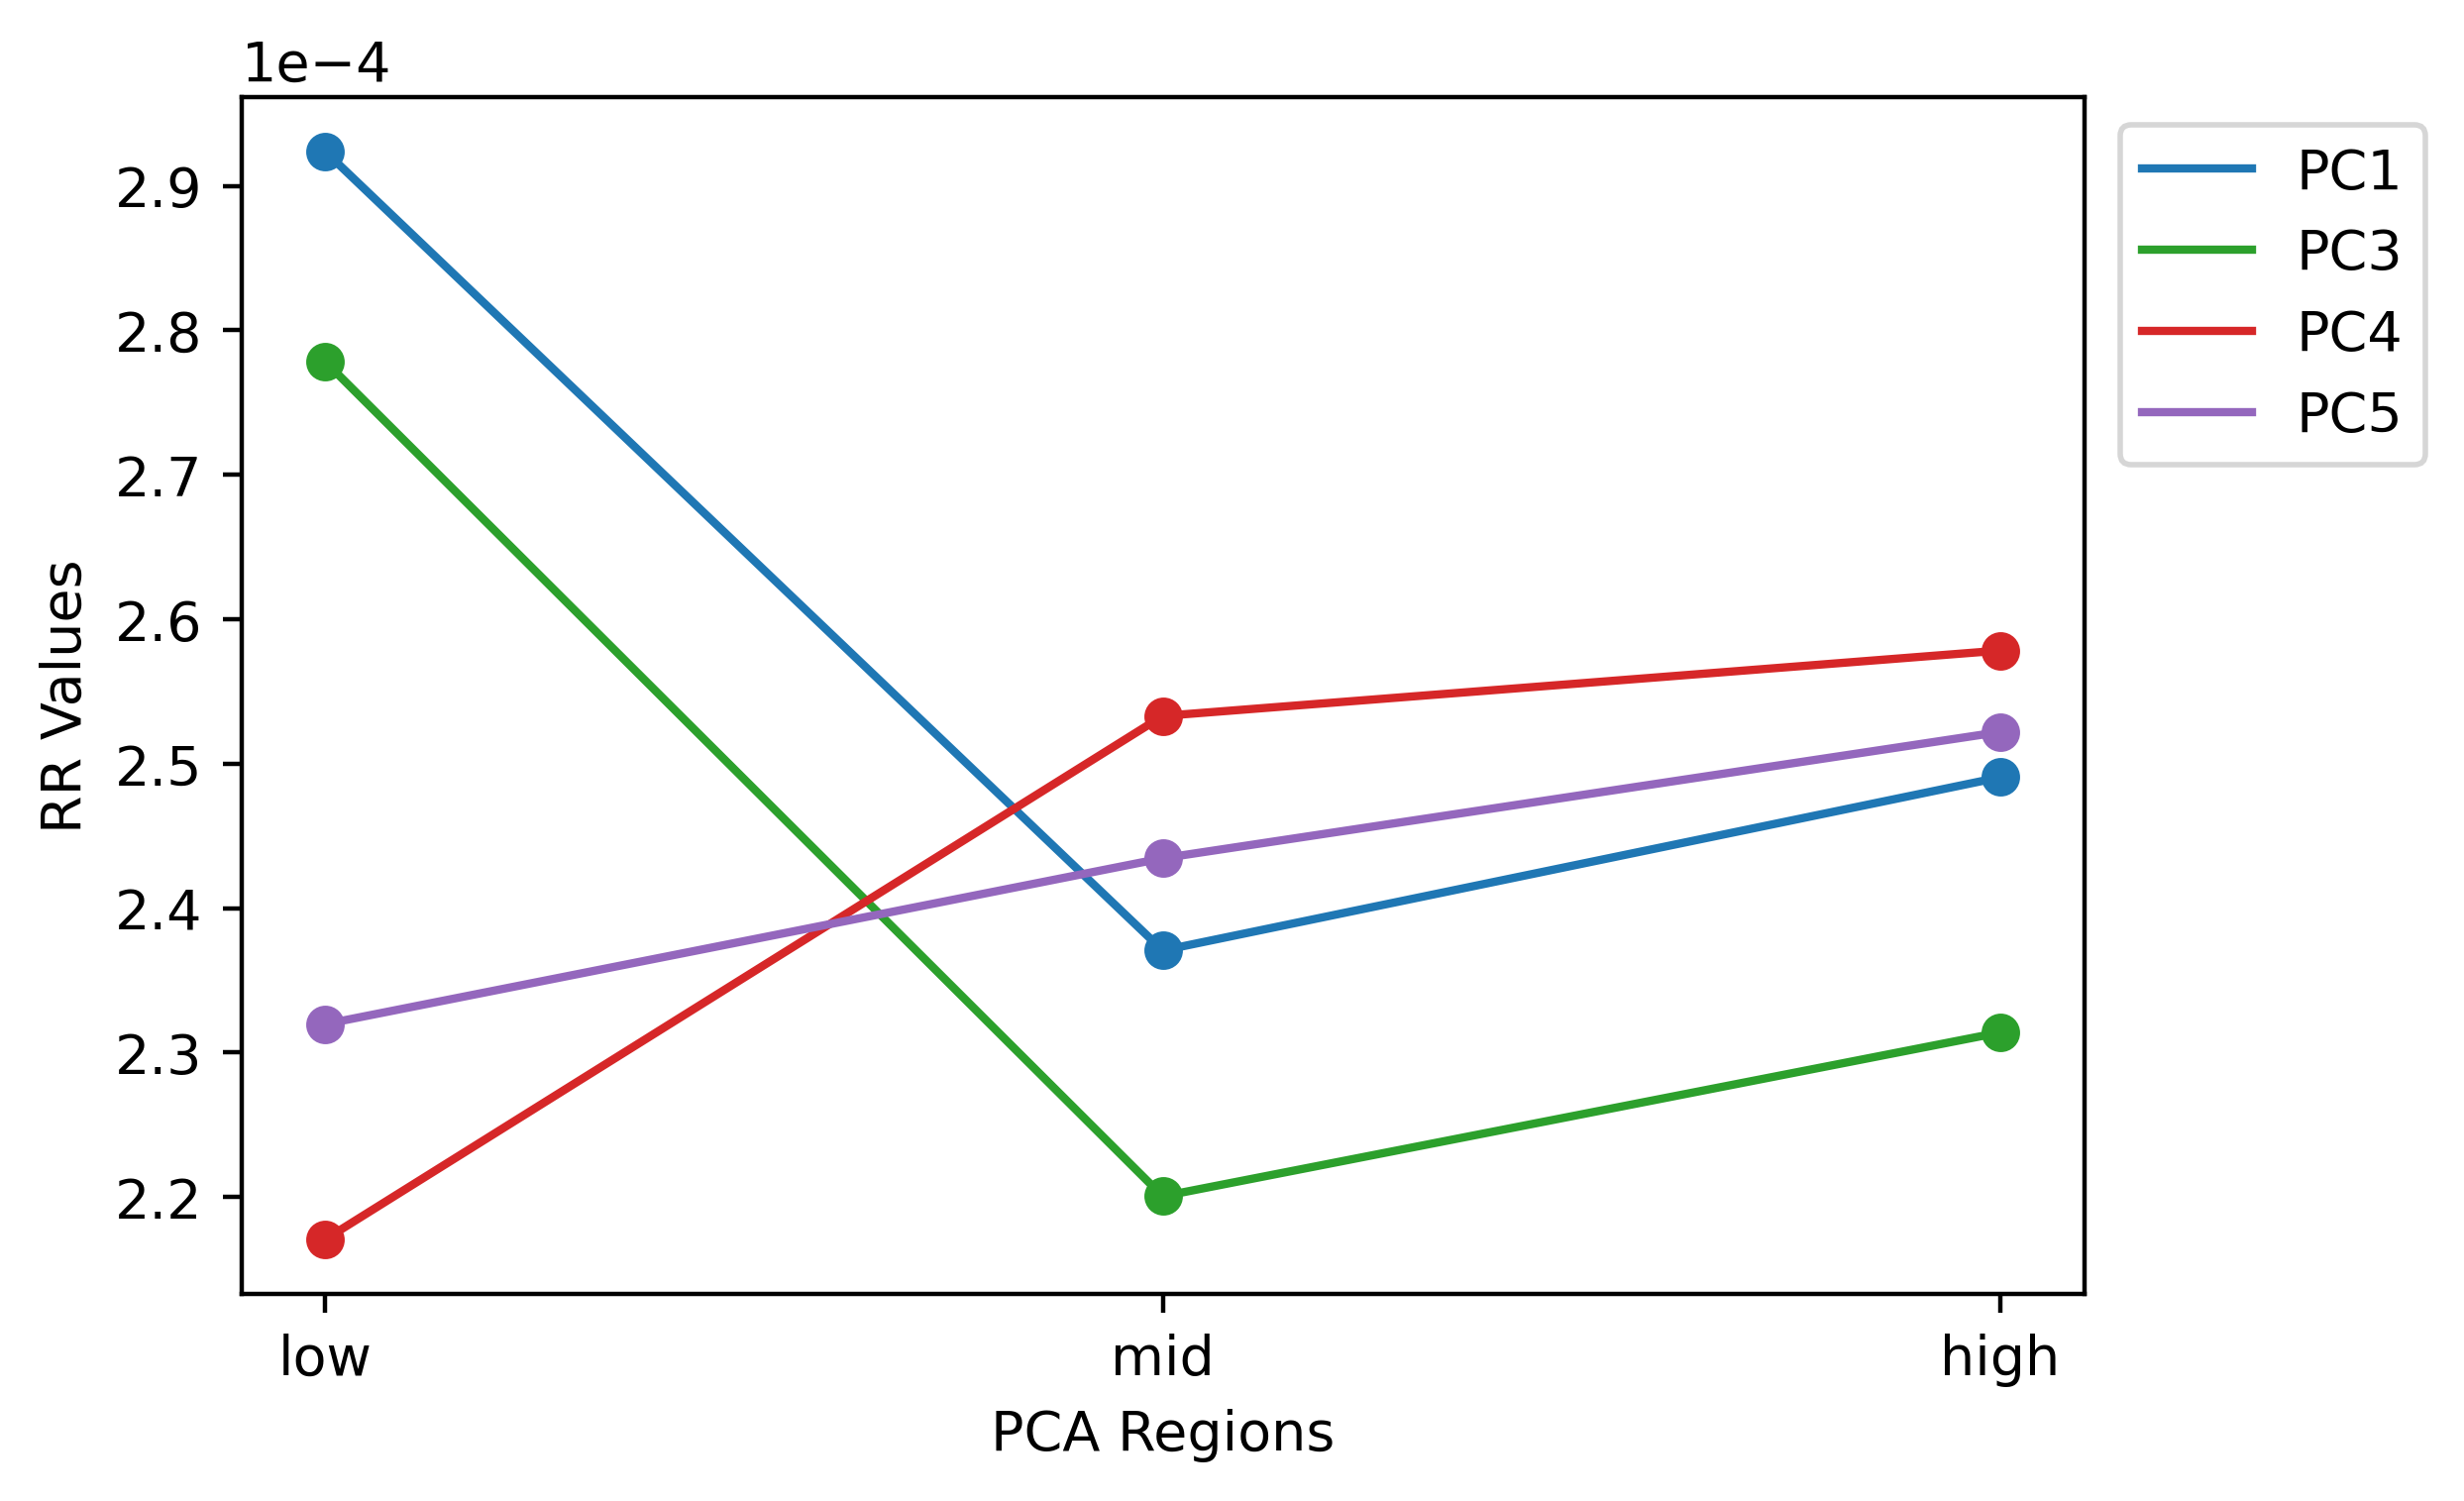 1e−4
2.9
2.8
2.7
2.6
2.5
2.4
2.3
2.2
RR Values
low mid high
PCA Regions
PC1
PC3
PC4
PC5